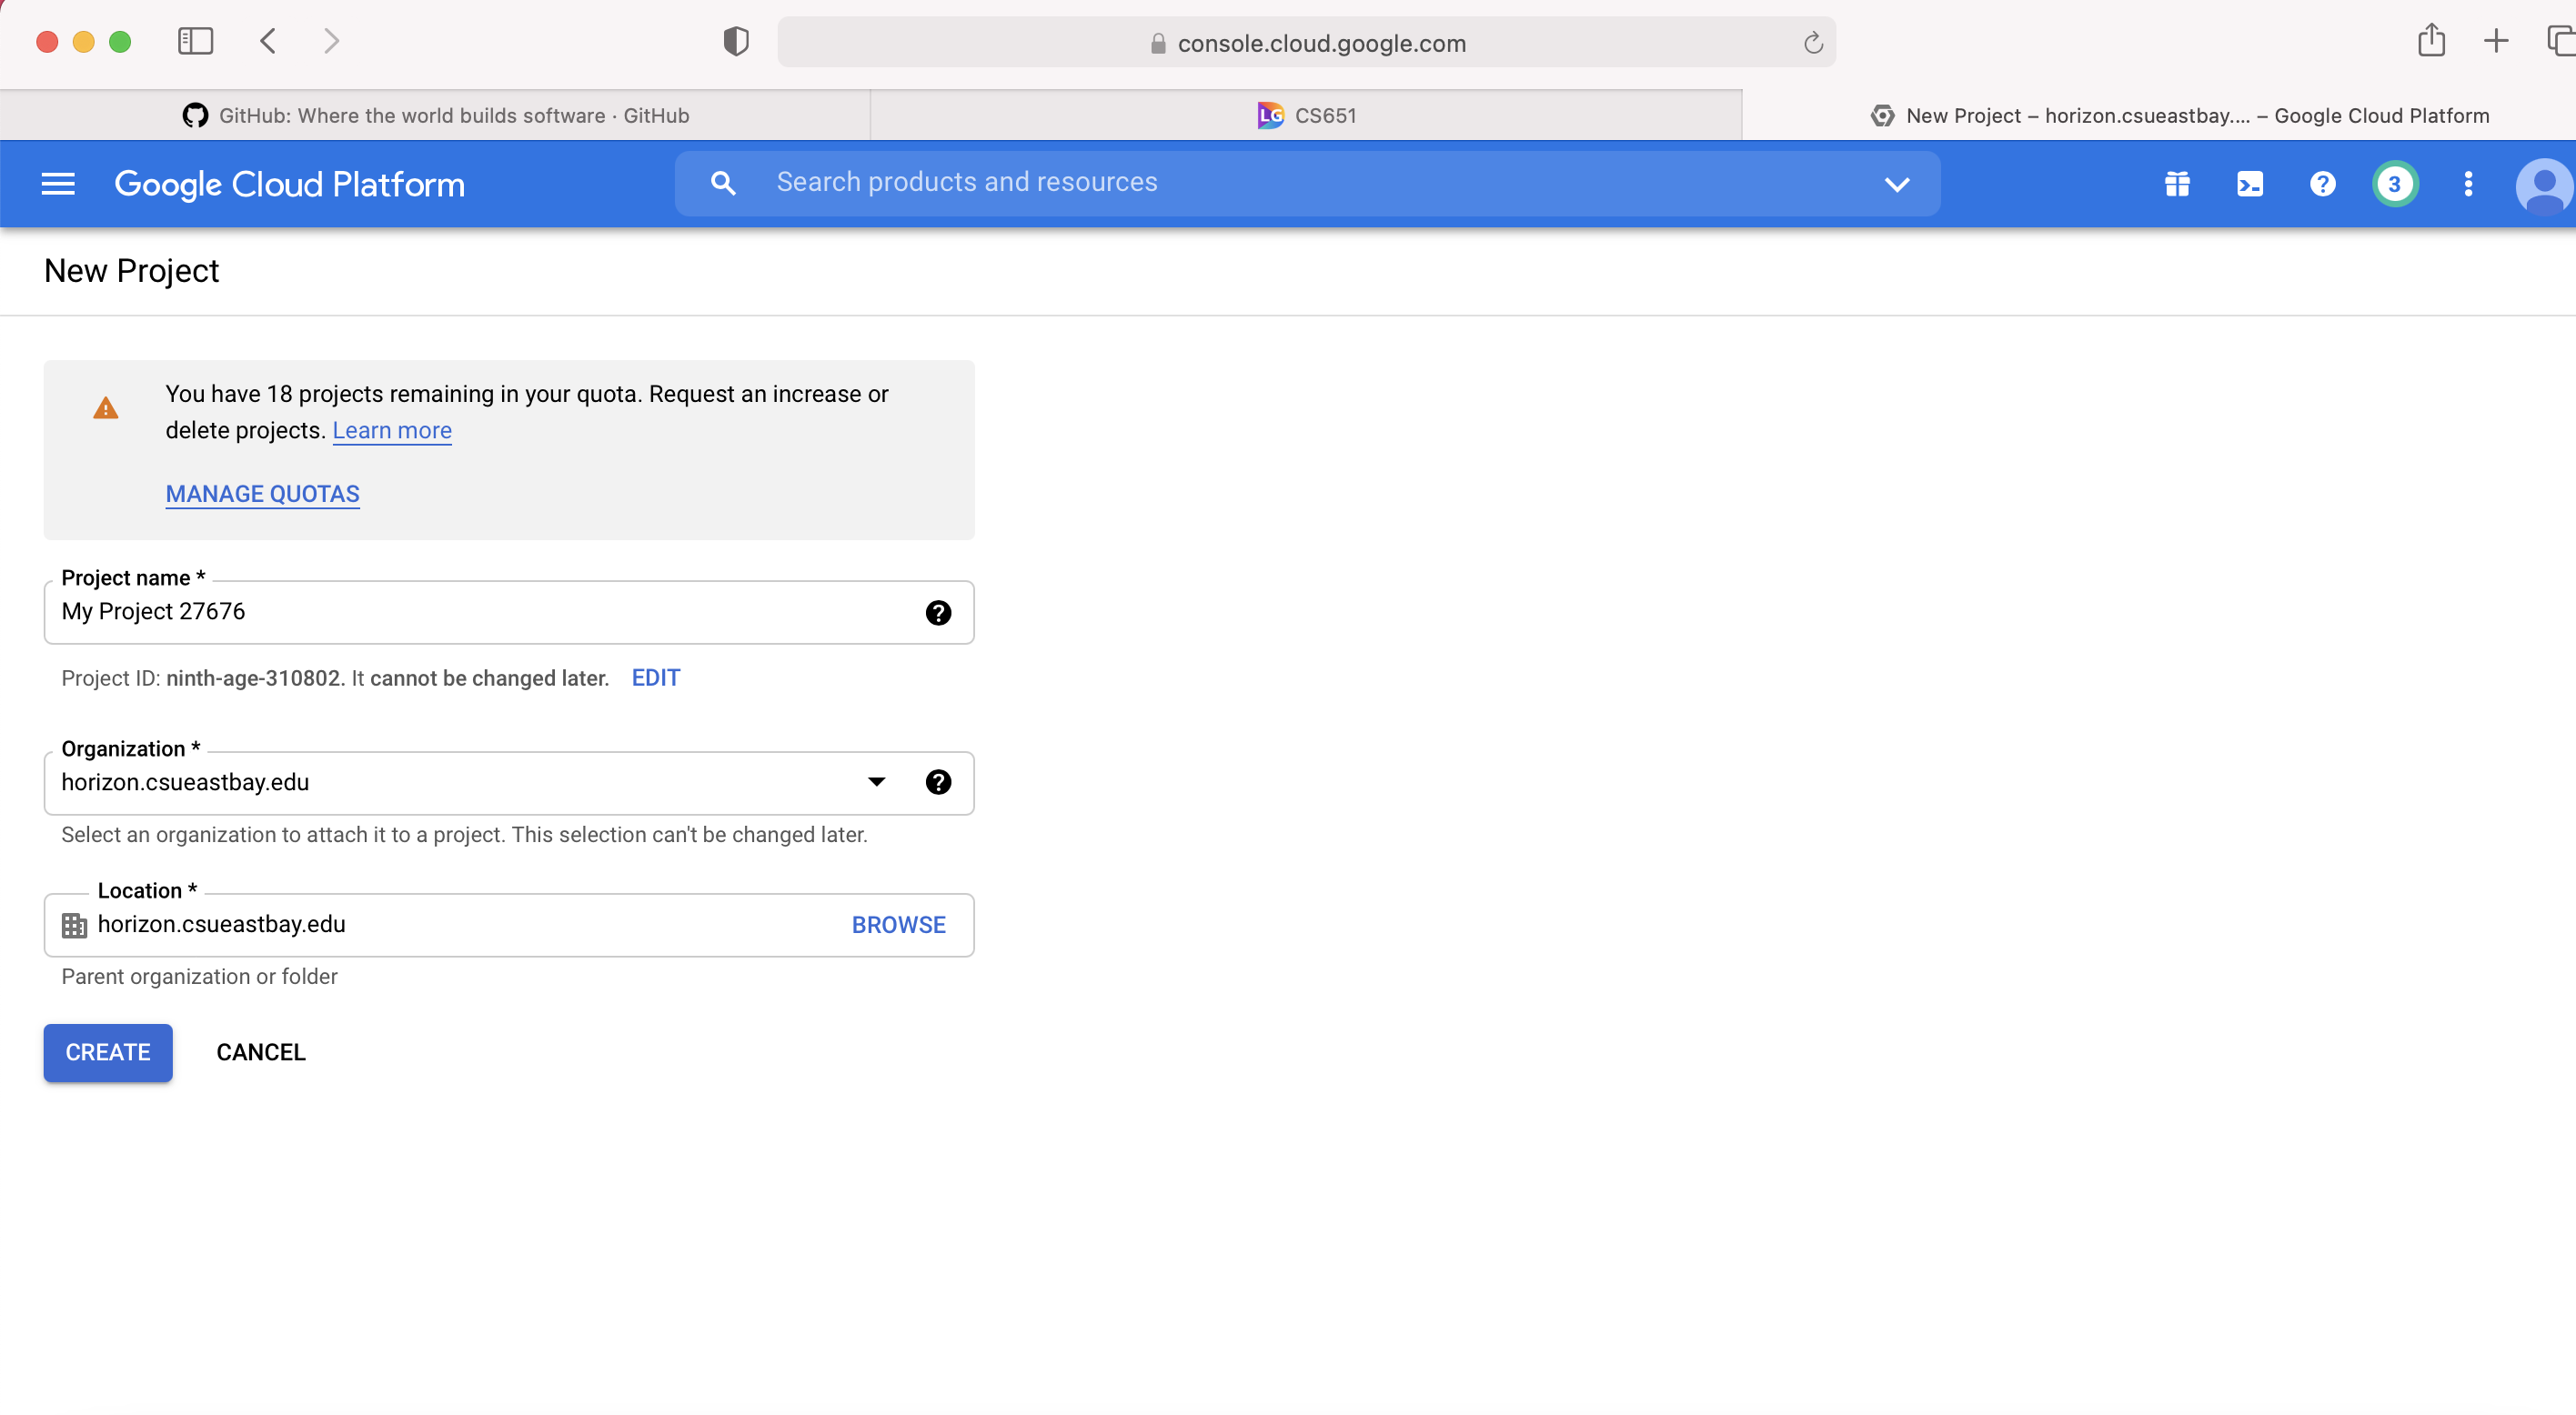 console.cloud.google.com
GitHub: Where the world builds software · GitHub
LG CS651
New Project – horizon.csueastbay.... – Google Cloud Platform
Google Cloud Platform
Search products and resources
3
New Project
You have 18 projects remaining in your quota. Request an increase or
delete projects. Learn more
MANAGE QUOTAS
Project name *
My Project 27676
Project ID: ninth-age-310802. It cannot be changed later. EDIT
Organization *
horizon.csueastbay.edu
Select an organization to attach it to a project. This selection can't be changed later.
Location *
horizon.csueastbay.edu BROWSE
Parent organization or folder
CREATE CANCEL